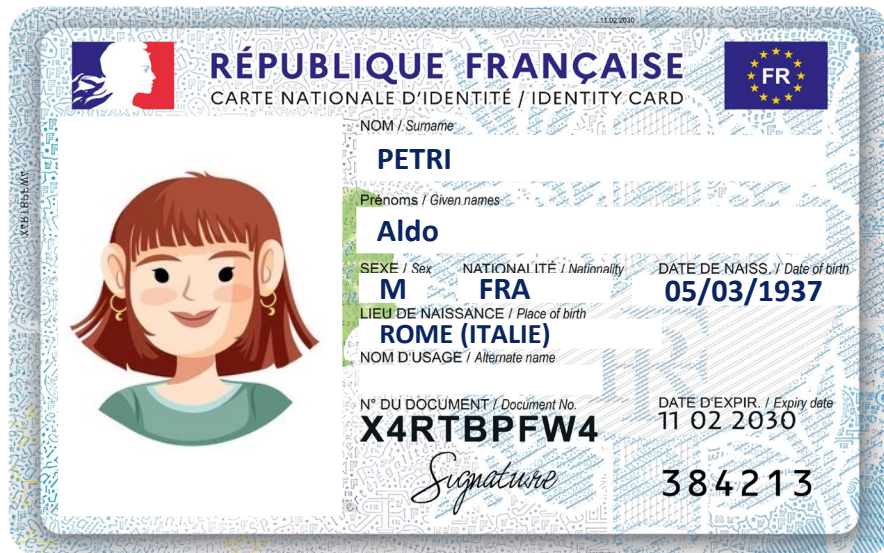 11.02.2030
RÉPUBLIQUE FRANÇAISE
FR
CARTE NATIONALE D'IDENTITÉ / IDENTITY CARD
NOM / Surname
PETRI
Prénoms / Given names
Aldo
SEXE / Sex NATIONALITÉ / Nationality DATE DE NAISS. / Date of birth
M FRA 05/03/1937
LIEU DE NAISSANCE / Place of birth
ROME (ITALIE)
NOM D'USAGE / Alternate name
N° DU DOCUMENT / Document No. DATE D'EXPIR. / Expiry date
X4RTBPFW4 11 02 2030
Signature 384213
X4RTBPFW4